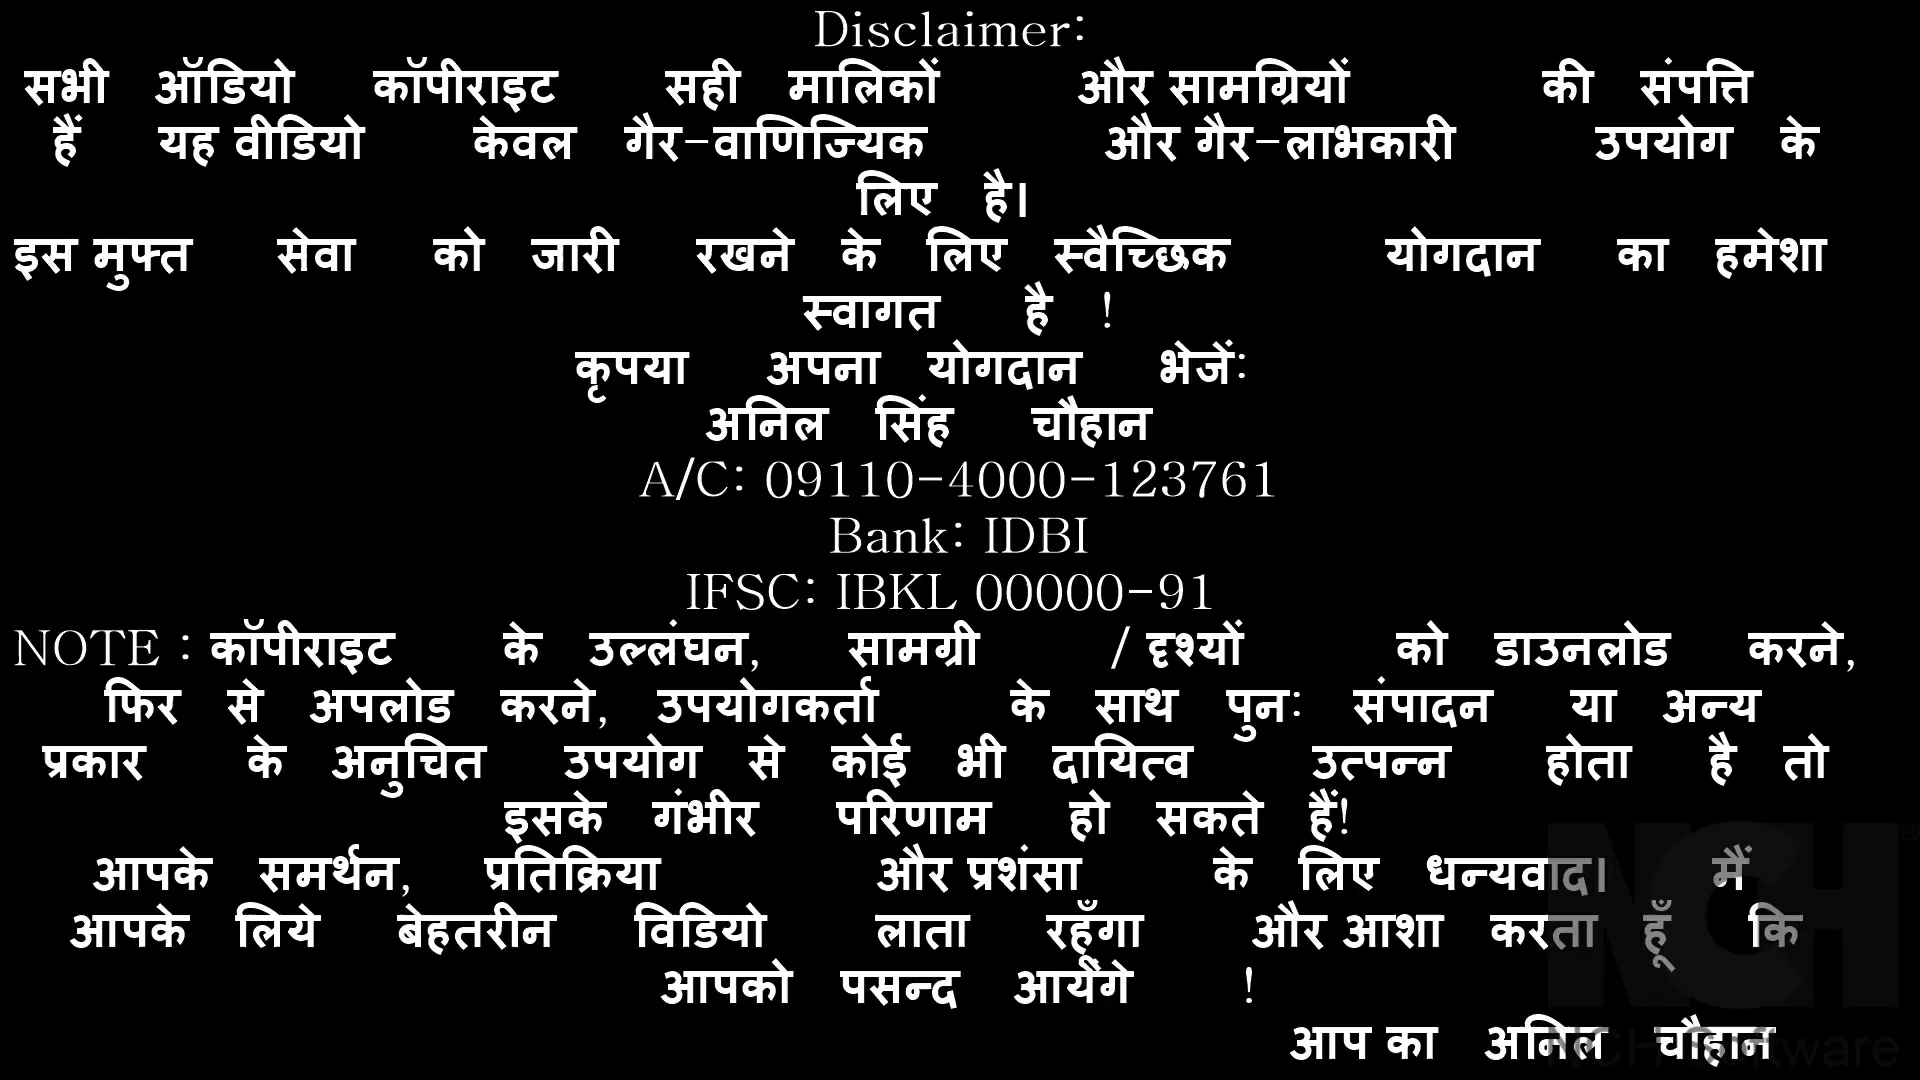 Disclaimer:
सभी ऑडियो कॉपीराइट सही मालिकों और सामग्रियों की संपत्ति
हैं यह वीडियो केवल गैर-वाणिज्यिक और गैर-लाभकारी उपयोग के
लिए है।
इस मुफ्त सेवा को जारी रखने के लिए स्वैच्छिक योगदान का हमेशा
स्वागत है !
कृपया अपना योगदान भेजें:
अनिल सिंह चौहान
A/C: 09110-4000-123761
Bank: IDBI
IFSC: IBKL 00000-91
NOTE : कॉपीराइट के उल्लंघन, सामग्री / दृश्यों को डाउनलोड करने,
फिर से अपलोड करने, उपयोगकर्ता के साथ पुन: संपादन या अन्य
प्रकार के अनुचित उपयोग से कोई भी दायित्व उत्पन्न होता है तो
इसके गंभीर परिणाम हो सकते हैं!
आपके समर्थन, प्रतिक्रिया और प्रशंसा के लिए धन्यवाद। मैं
आपके लिये बेहतरीन विडियो लाता रहूँगा और आशा करता हूँ कि
आपको पसन्द आयेंगे !
आप का अनिल चौहान
NCH®
NCH Software